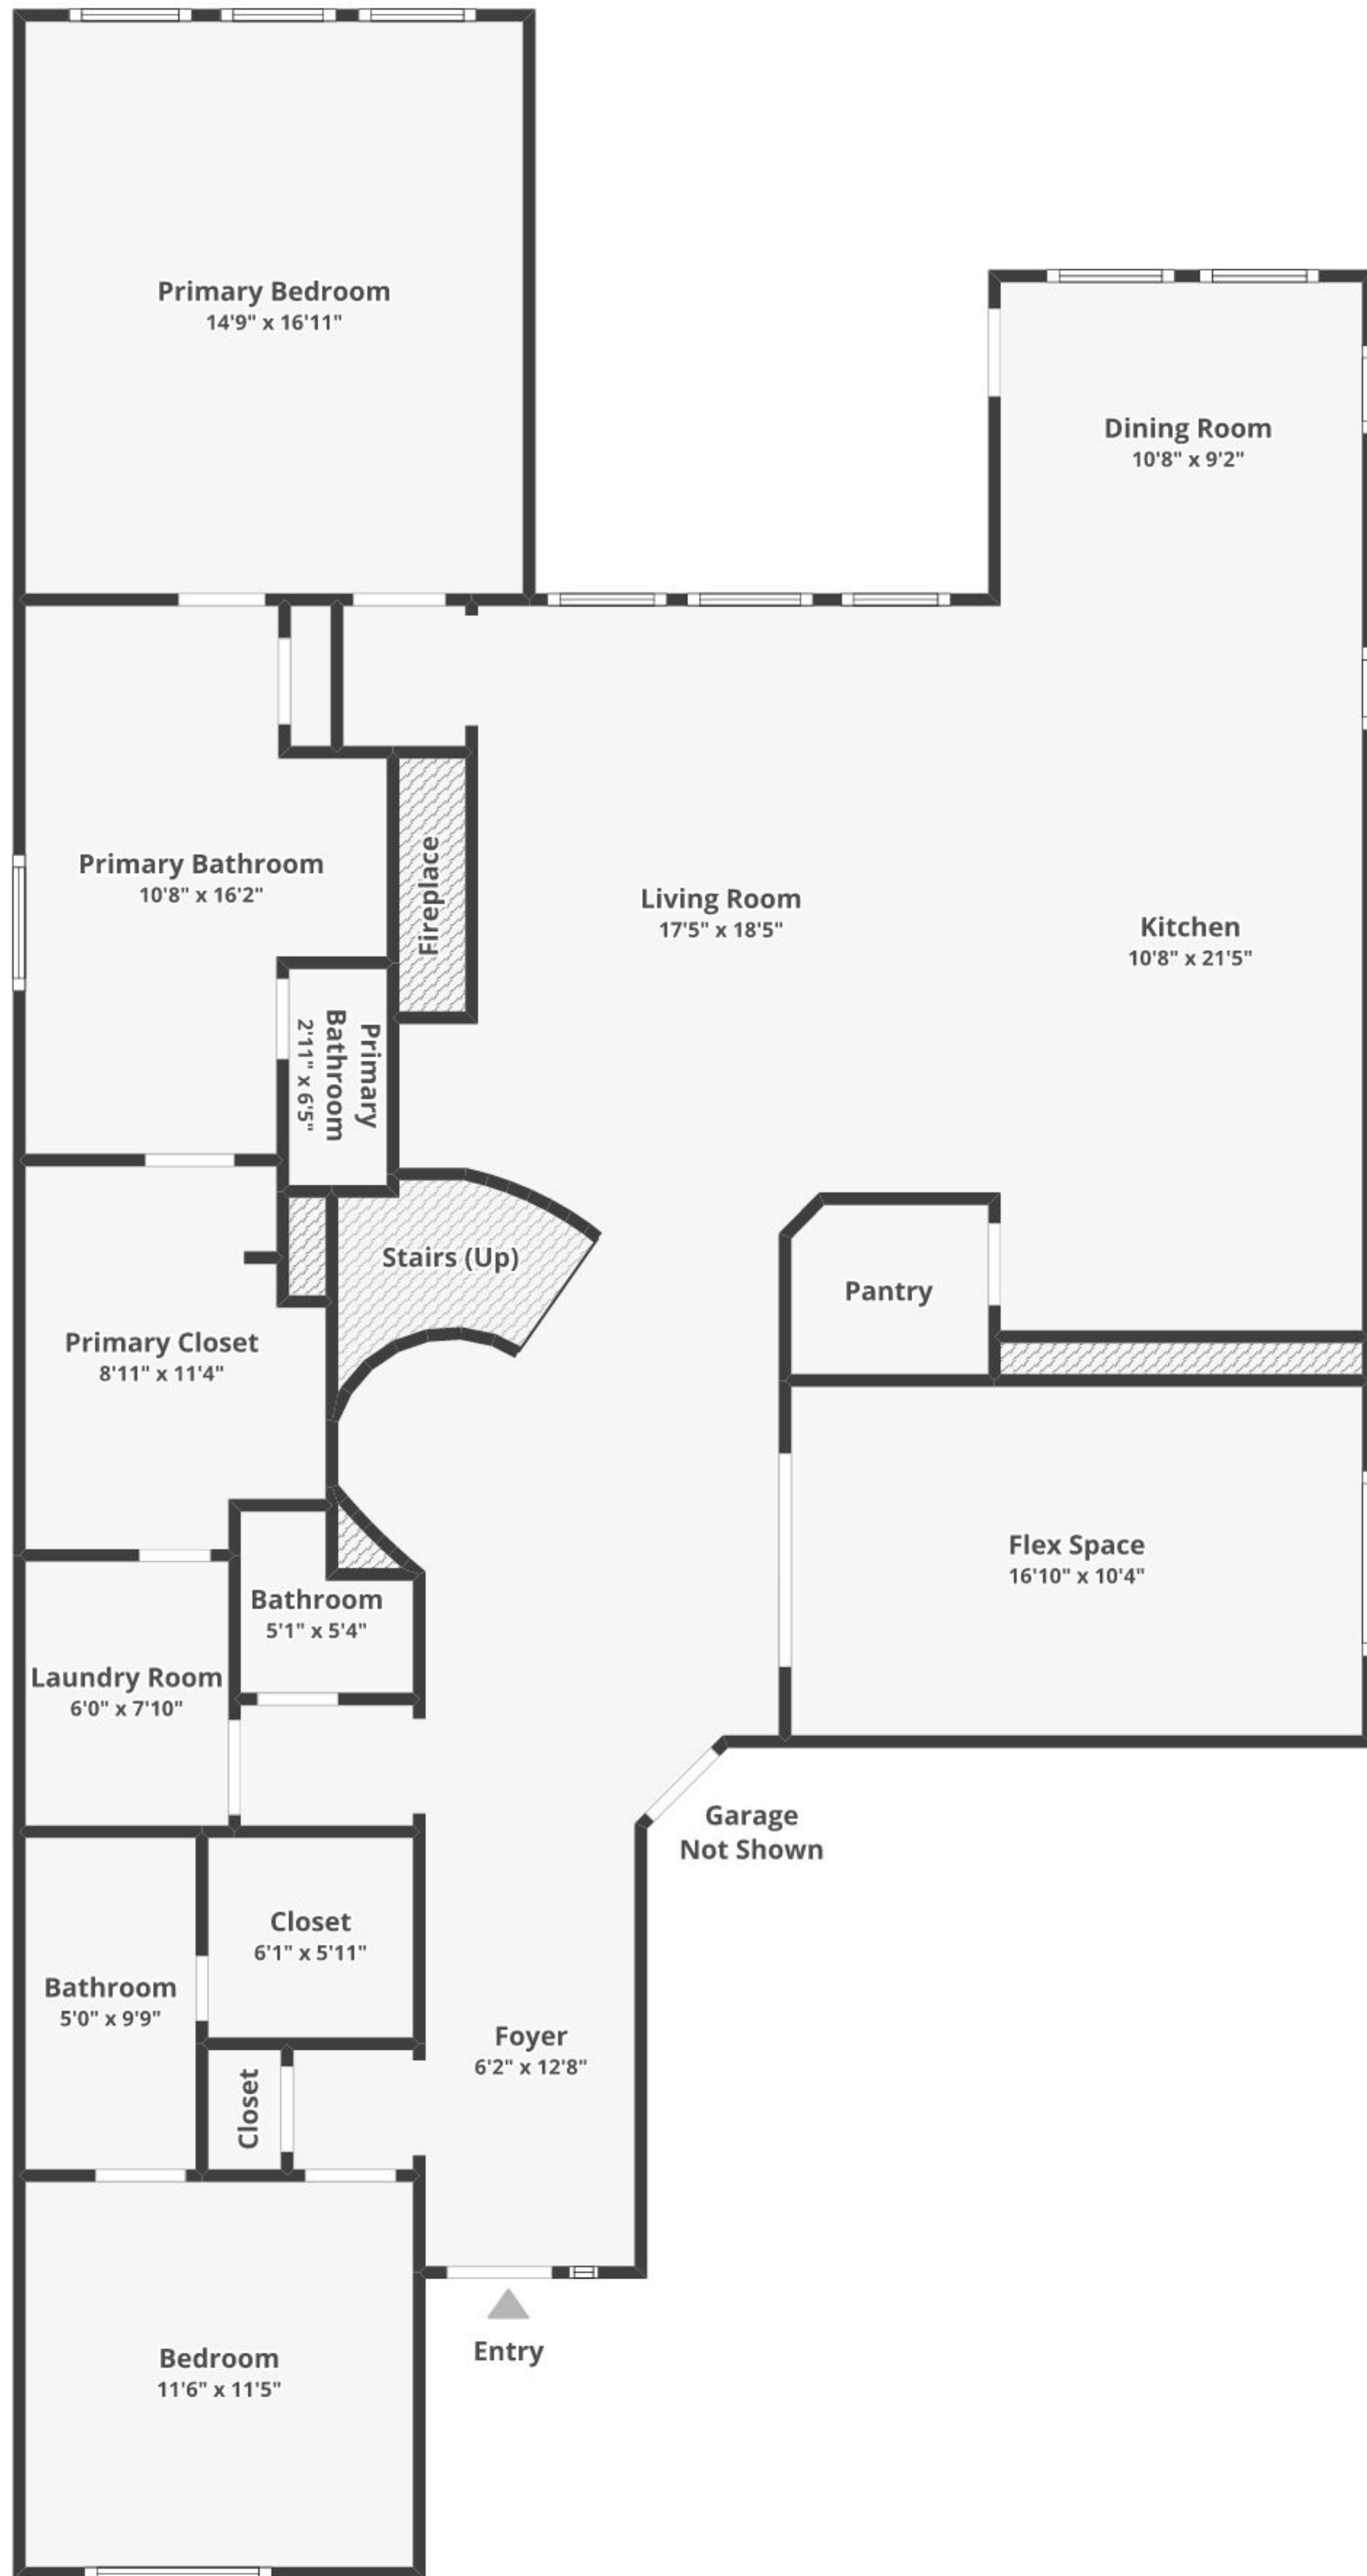 Primary Bedroom
14'9" x 16'11"
Dining Room
10'8" x 9'2"
Primary Bathroom
10'8" x 16'2"
Fireplace
Living Room
17'5" x 18'5"
Kitchen
10'8" x 21'5"
Primary
Bathroom
2'11" x 6'5"
Stairs (Up)
Pantry
Primary Closet
8'11" x 11'4"
Flex Space
16'10" x 10'4"
Bathroom
5'1" x 5'4"
Laundry Room
6'0" x 7'10"
Garage
Not Shown
Closet
6'1" x 5'11"
Bathroom
5'0" x 9'9"
Foyer
6'2" x 12'8"
Closet
Entry
Bedroom
11'6" x 11'5"